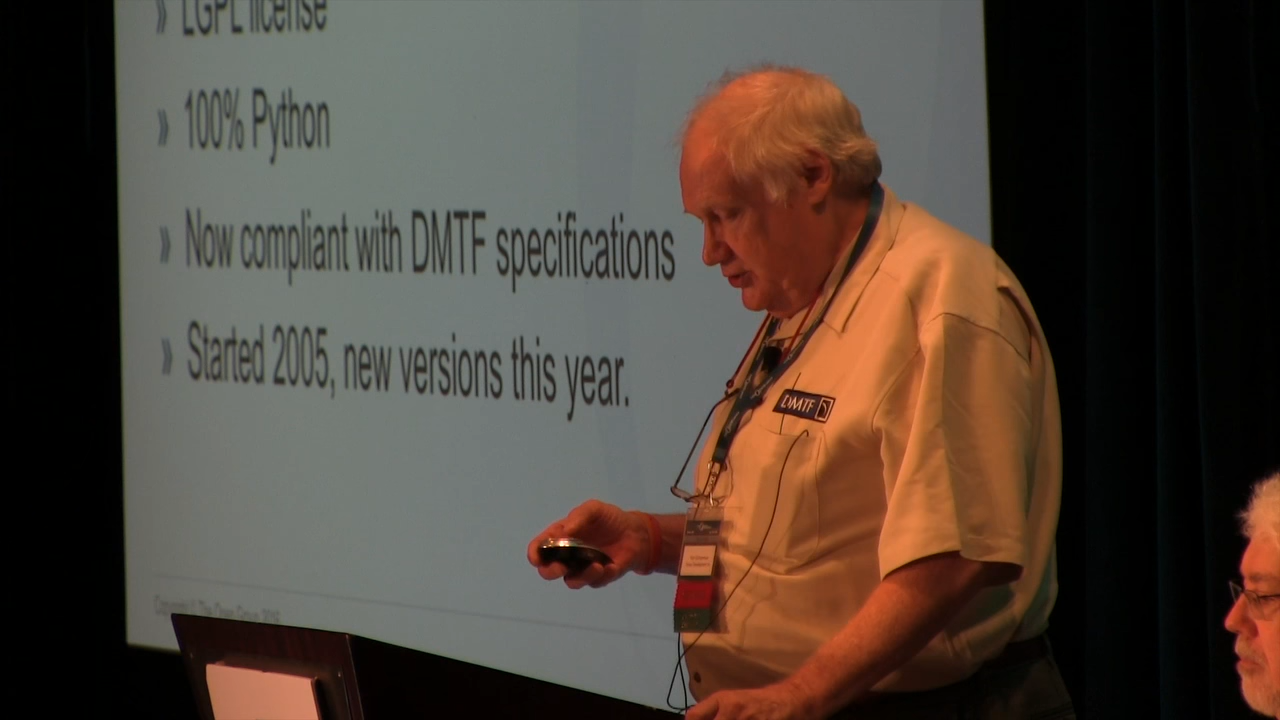 » LGPL license
» 100% Python
» Now compliant with DMTF specifications
» Started 2005, new versions this year.
DMTF